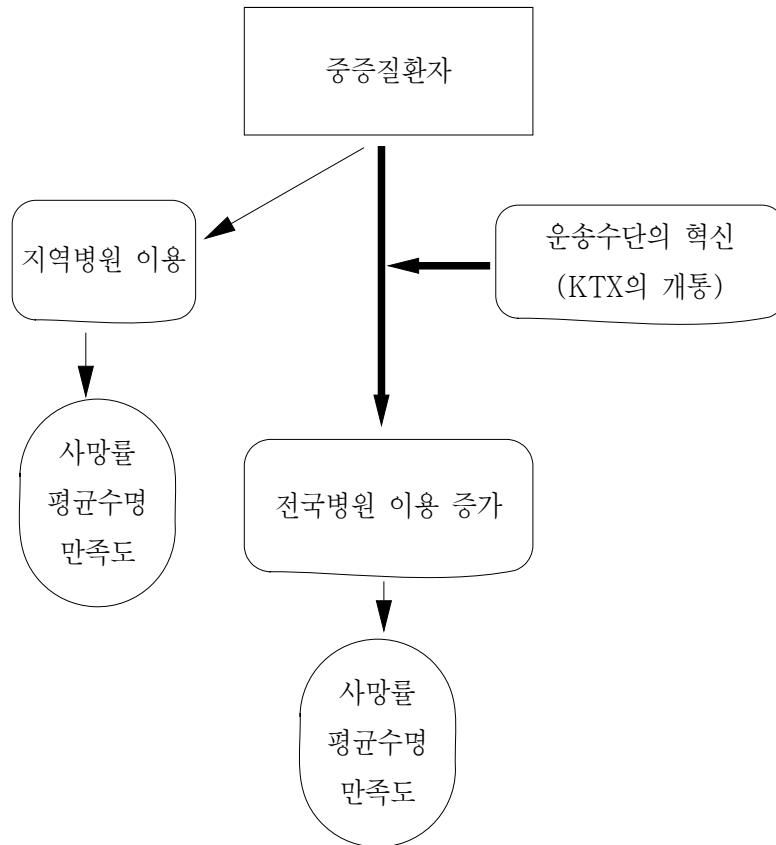 중증질환자
지역병원 이용
운송수단의 혁신
(KTX의 개통)
사망률
평균수명
만족도
전국병원 이용 증가
사망률
평균수명
만족도